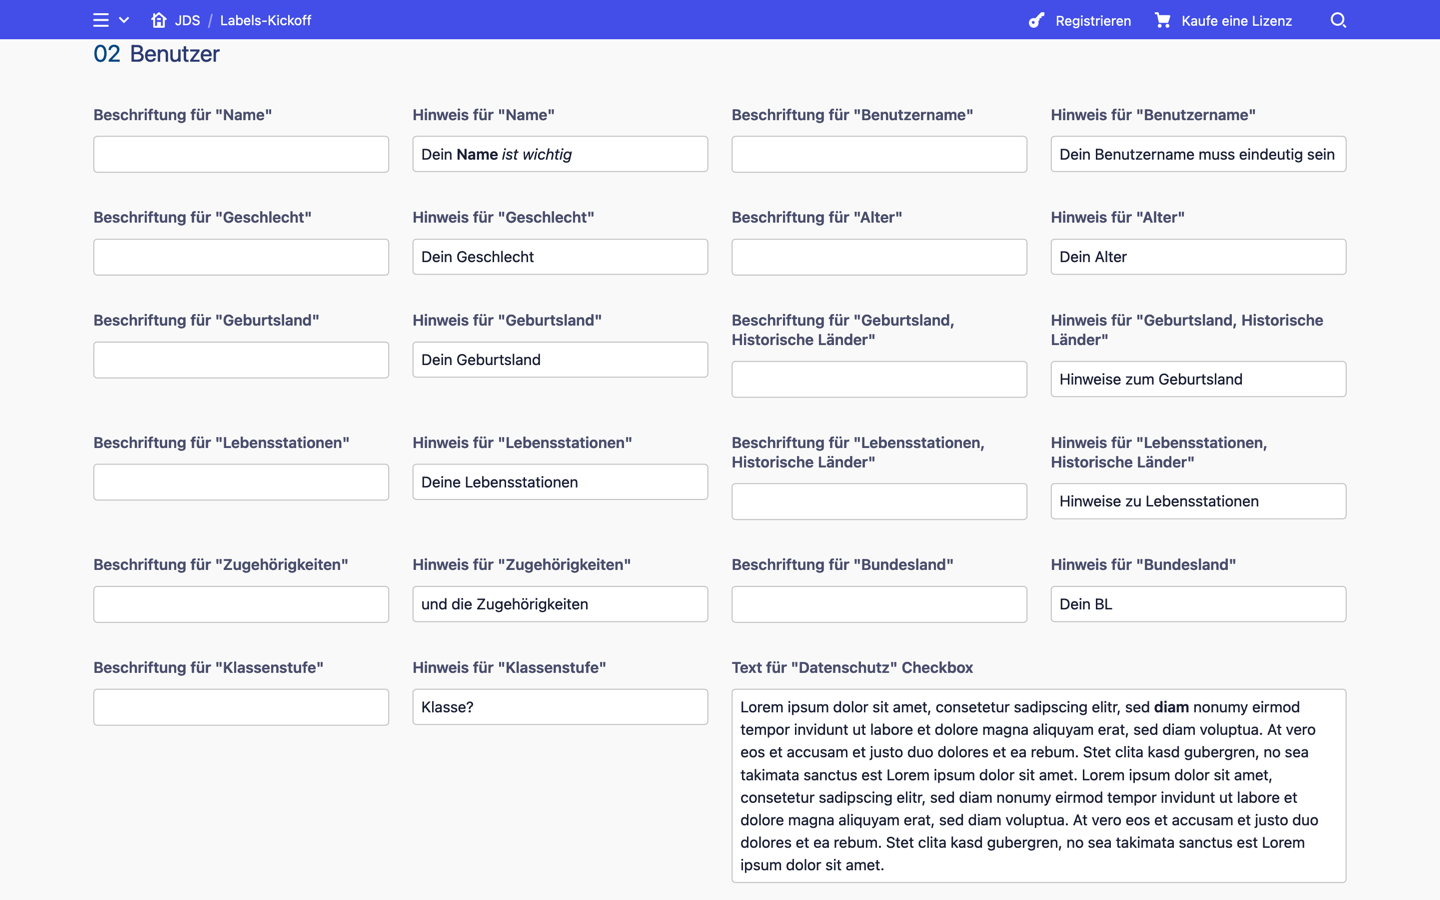 JDS / Labels-Kickoff
Registrieren
Kaufe eine Lizenz
02 Benutzer
Beschriftung für "Name"
Hinweis für "Name"
Beschriftung für "Benutzername"
Hinweis für "Benutzername"
Dein Name ist wichtig
Dein Benutzername muss eindeutig sein
Beschriftung für "Geschlecht"
Hinweis für "Geschlecht"
Beschriftung für "Alter"
Hinweis für "Alter"
Dein Geschlecht
Dein Alter
Beschriftung für "Geburtsland"
Hinweis für "Geburtsland"
Beschriftung für "Geburtsland,
Historische Länder"
Hinweis für "Geburtsland, Historische
Länder"
Dein Geburtsland
Hinweise zum Geburtsland
Beschriftung für "Lebensstationen"
Hinweis für "Lebensstationen"
Beschriftung für "Lebensstationen,
Historische Länder"
Hinweis für "Lebensstationen,
Historische Länder"
Deine Lebensstationen
Hinweise zu Lebensstationen
Beschriftung für "Zugehörigkeiten"
Hinweis für "Zugehörigkeiten"
Beschriftung für "Bundesland"
Hinweis für "Bundesland"
und die Zugehörigkeiten
Dein BL
Beschriftung für "Klassenstufe"
Hinweis für "Klassenstufe"
Text für "Datenschutz" Checkbox
Klasse?
Lorem ipsum dolor sit amet, consetetur sadipscing elitr, sed diam nonumy eirmod
tempor invidunt ut labore et dolore magna aliquyam erat, sed diam voluptua. At vero
eos et accusam et justo duo dolores et ea rebum. Stet clita kasd gubergren, no sea
takimata sanctus est Lorem ipsum dolor sit amet. Lorem ipsum dolor sit amet,
consetetur sadipscing elitr, sed diam nonumy eirmod tempor invidunt ut labore et
dolore magna aliquyam erat, sed diam voluptua. At vero eos et accusam et justo duo
dolores et ea rebum. Stet clita kasd gubergren, no sea takimata sanctus est Lorem
ipsum dolor sit amet.